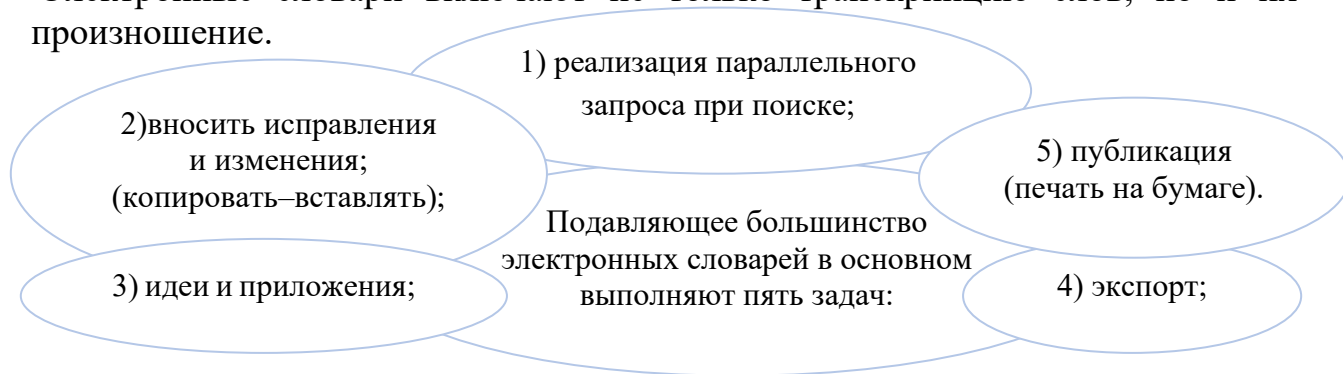 произношение.
1) реализация параллельного
запроса при поиске;
2)вносить исправления
и изменения;
(копировать–вставлять);
5) публикация
(печать на бумаге).
Подавляющее большинство
электронных словарей в основном
выполняют пять задач:
3) идеи и приложения;
4) экспорт;